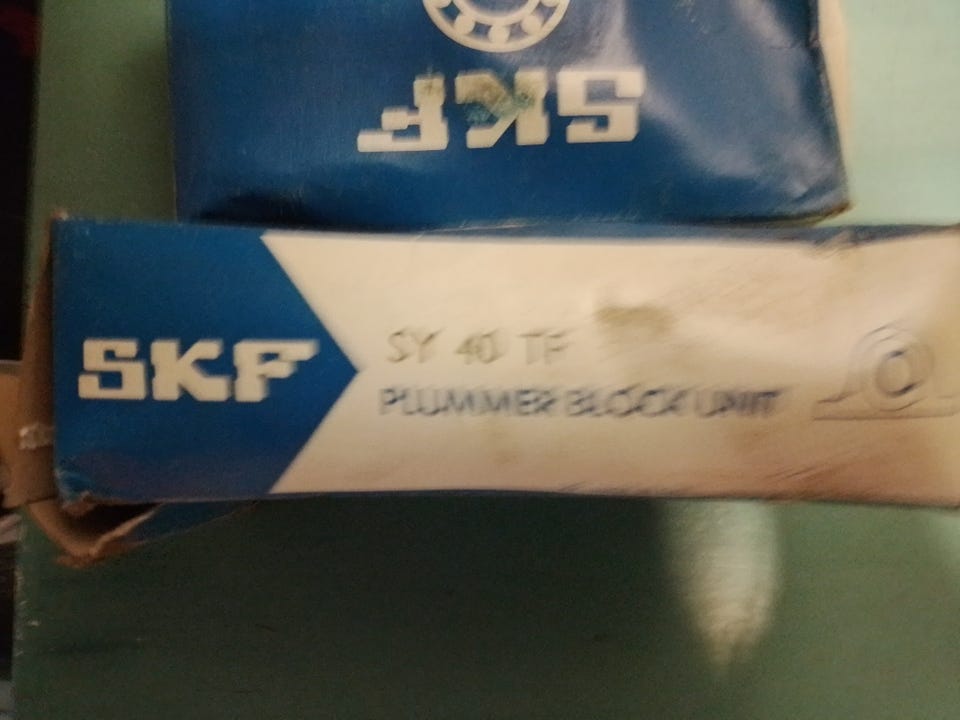 SKF
SKF
SY 40 TF
PLUMMER BLOCK UNIT